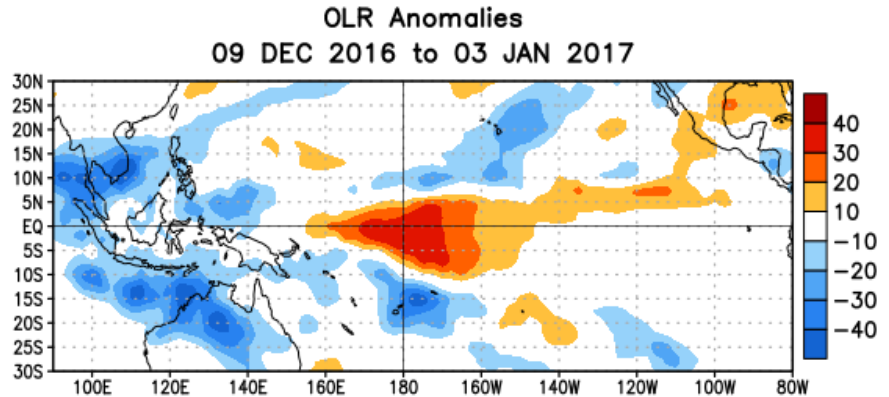 OLR Anomalies
09 DEC 2016 to 03 JAN 2017
30N
25N
20N
15N
10N
5N
EQ
5S
10S
15S
20S
25S
30S
100E 120E 140E 160E 180 160W 140W 120W 100W 80W
40
30
20
10
−10
−20
−30
−40